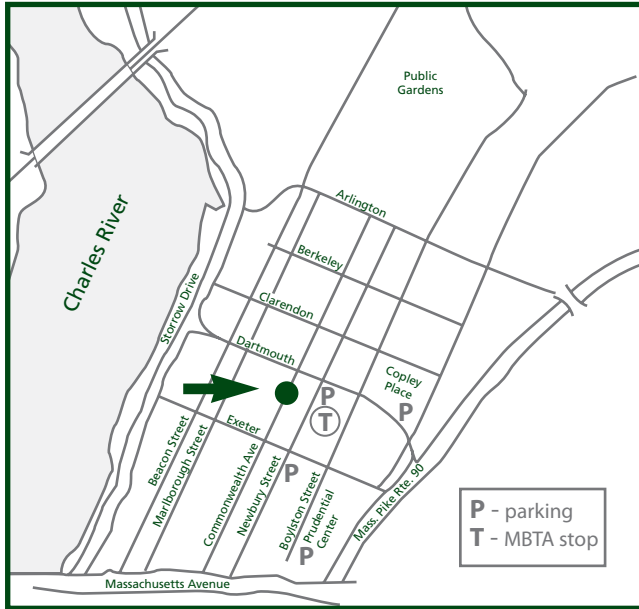 Public
Gardens
Charles River
Arlington
Berkeley
Storrow Drive
Clarendon
Dartmouth
Copley
Place
P
P
T
Exeter
Beacon Street
Marlborough Street
Commonwealth Ave
Newbury Street
P
Boylston Street
Prudential
Center
P
Mass. Pike Rte. 90
P - parking
T - MBTA stop
Massachusetts Avenue